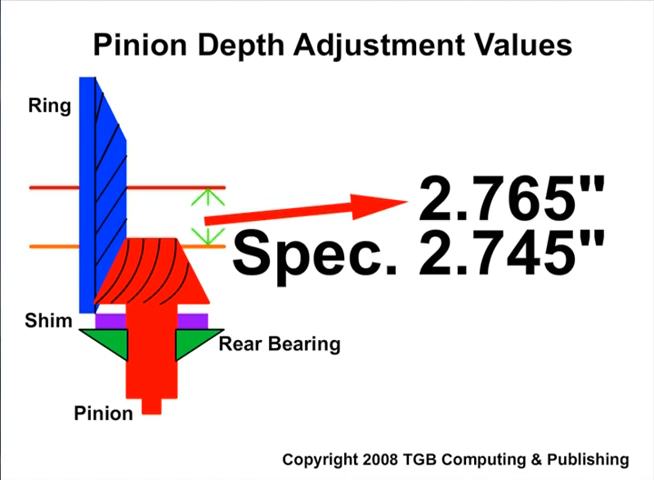 Pinion Depth Adjustment Values
Ring
2.765"
Spec. 2.745"
Shim
Rear Bearing
Pinion
Copyright 2008 TGB Computing & Publishing